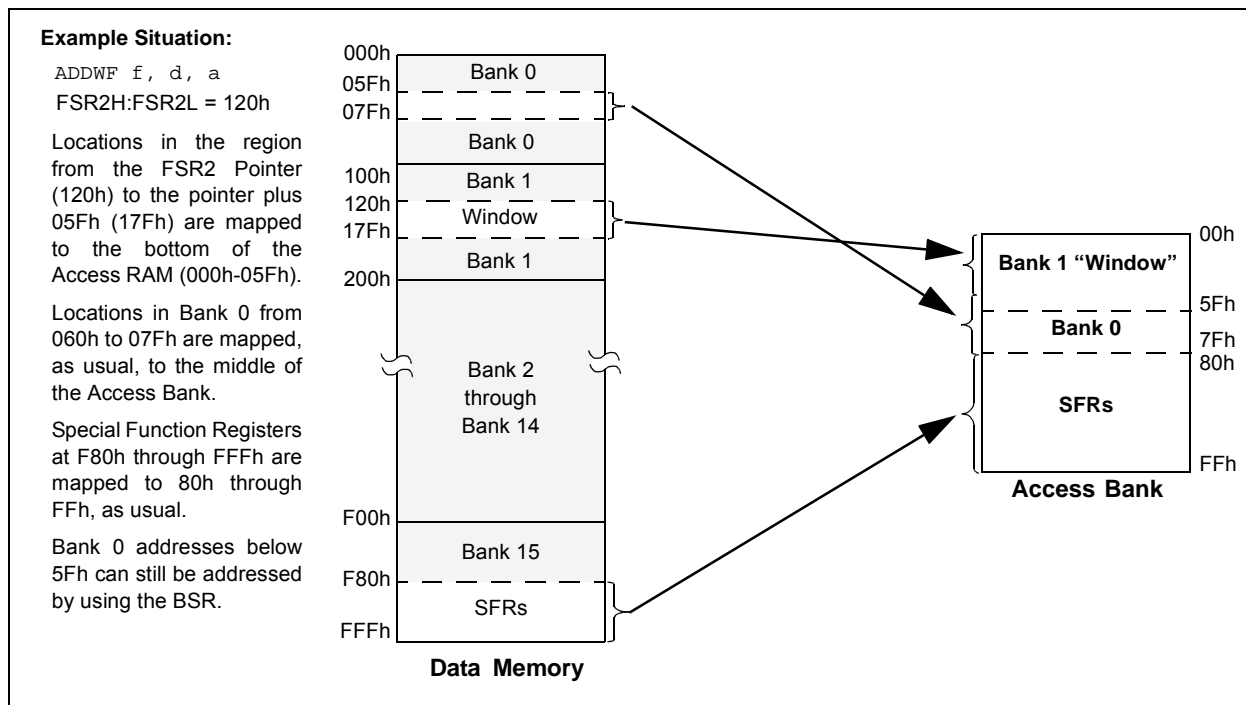 Example Situation:
ADDWF f, d, a
FSR2H:FSR2L = 120h
Locations in the region
from the FSR2 Pointer
(120h) to the pointer plus
05Fh (17Fh) are mapped
to the bottom of the
Access RAM (000h-05Fh).
Locations in Bank 0 from
060h to 07Fh are mapped,
as usual, to the middle of
the Access Bank.
Special Function Registers
at F80h through FFFh are
mapped to 80h through
FFh, as usual.
Bank 0 addresses below
5Fh can still be addressed
by using the BSR.
000h
Bank 0
05Fh
07Fh
Bank 0
100h
Bank 1
120h
Window
17Fh
Bank 1
200h
Bank 2
through
Bank 14
F00h
Bank 15
F80h
SFRs
FFFh
Data Memory
00h
Bank 1 “Window”
5Fh
Bank 0
7Fh
80h
SFRs
FFh
Access Bank